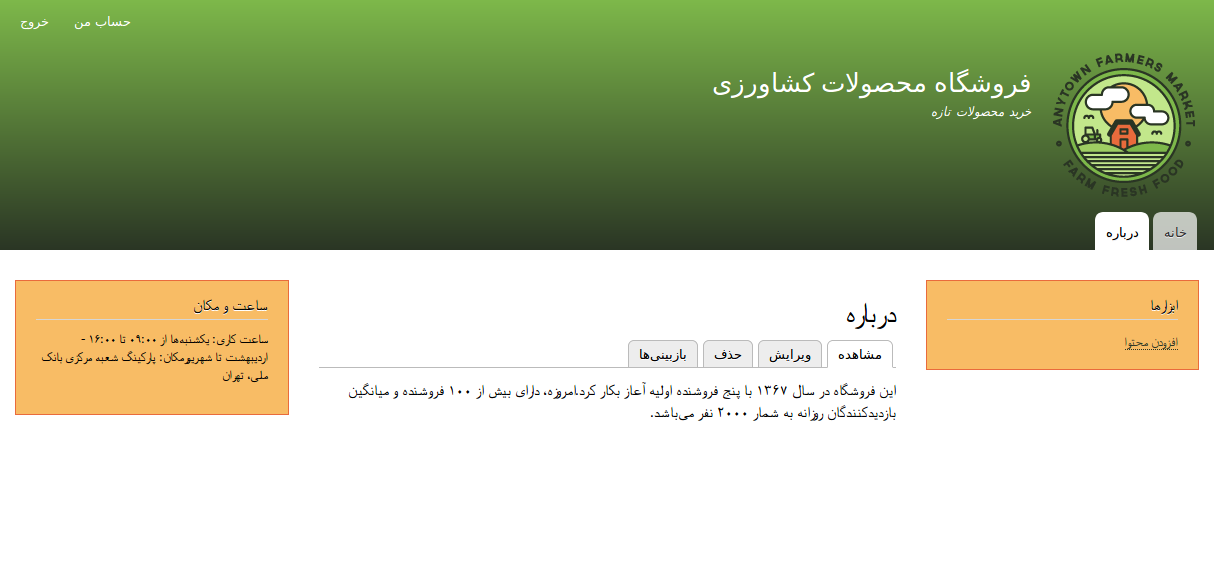 حساب من
خروج
ANYTOWN FARMERS MARKET
FARM FRESH FOOD
فروشگاه محصولات کشاورزی
خرید محصولات تازه
خانه
درباره
ابزارها
افزودن محتوا
درباره
مشاهده
ویرایش
حذف
بازبینی‌ها
این فروشگاه در سال ۱۳۶۷ با پنج فروشنده اولیه آغاز بکار کرد.امروزه، دارای بیش از ۱۰۰ فروشنده و میانگین
بازدیدکنندگان روزانه به شمار ۲۰۰۰ نفر می‌باشد.
ساعت و مکان
ساعت کاری: یکشنبه‌ها از ۰۹:۰۰ تا ۱۶:۰۰ -
اردیبهشت تا شهریورمکان: پارکینگ شعبه مرکزی بانک
ملی، تهران